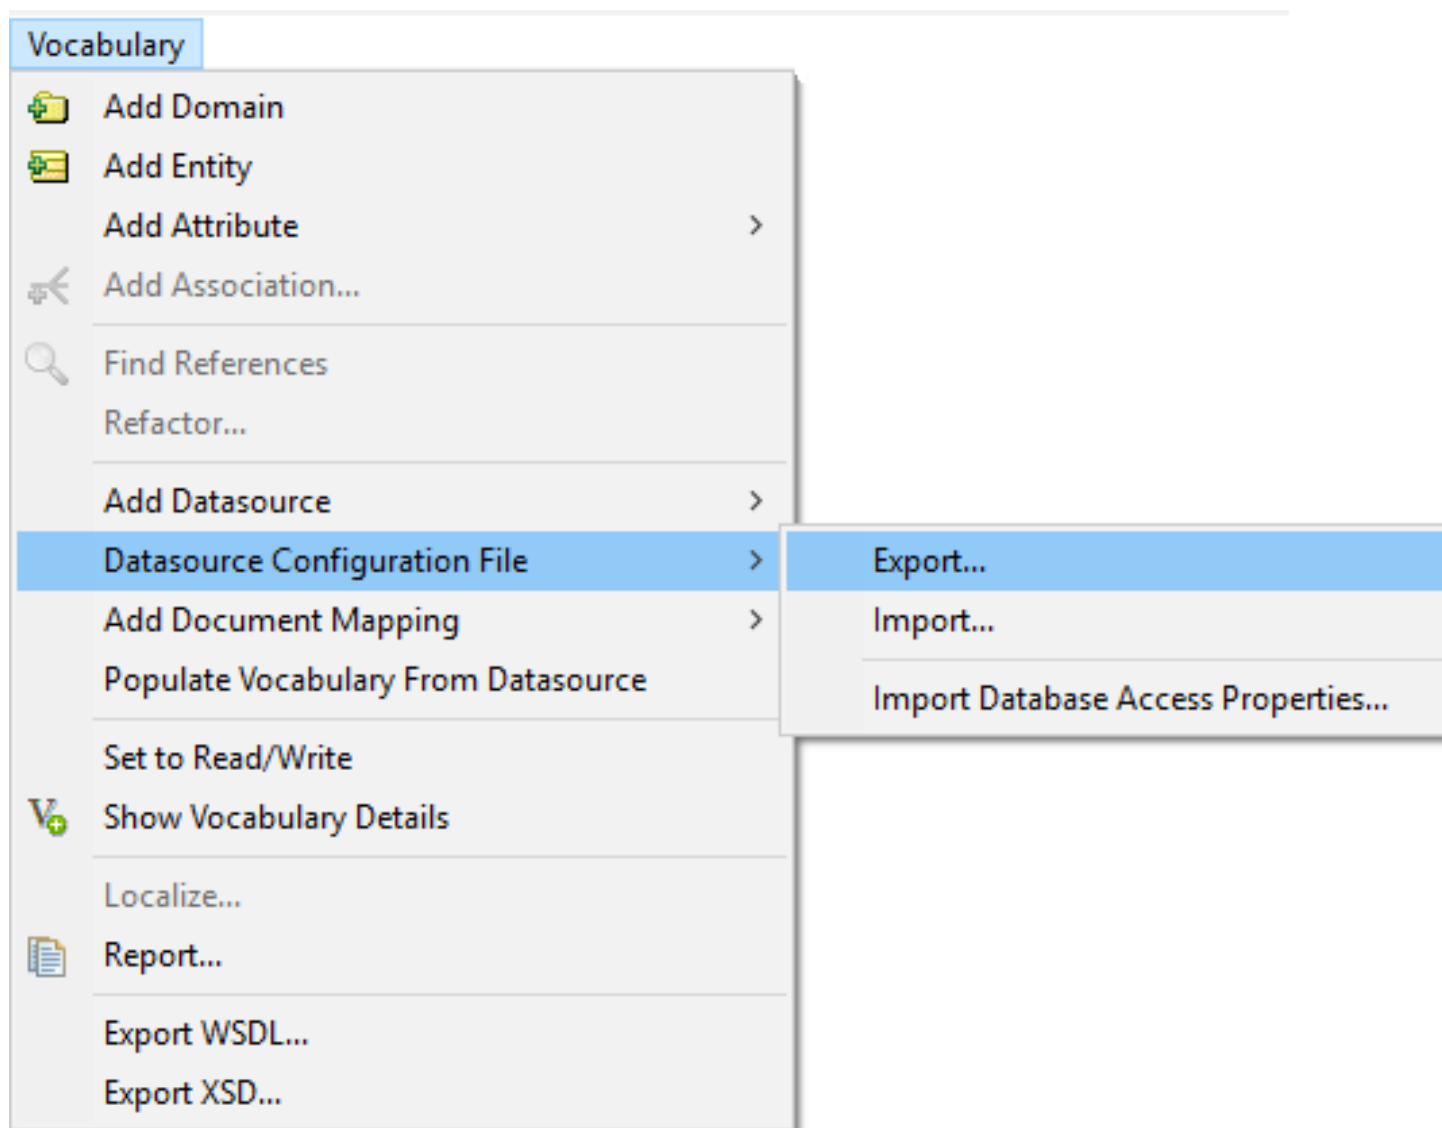 Vocabulary
Add Domain
Add Entity
Add Attribute
Add Association...
Find References
Refactor...
Add Datasource
Datasource Configuration File
Export...
Import...
Import Database Access Properties...
Add Document Mapping
Populate Vocabulary From Datasource
Set to Read/Write
Show Vocabulary Details
Localize...
Report...
Export WSDL...
Export XSD...